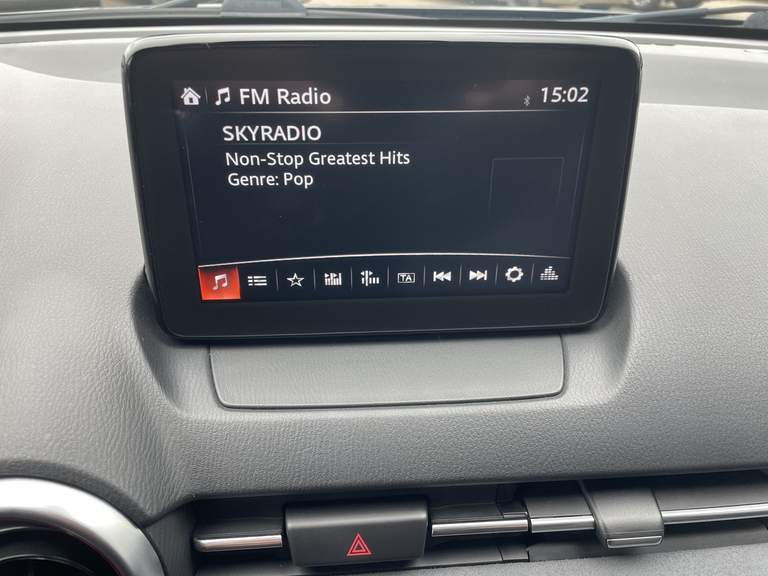 FM Radio 15:02
SKYRADIO
Non-Stop Greatest Hits
Genre: Pop
TA